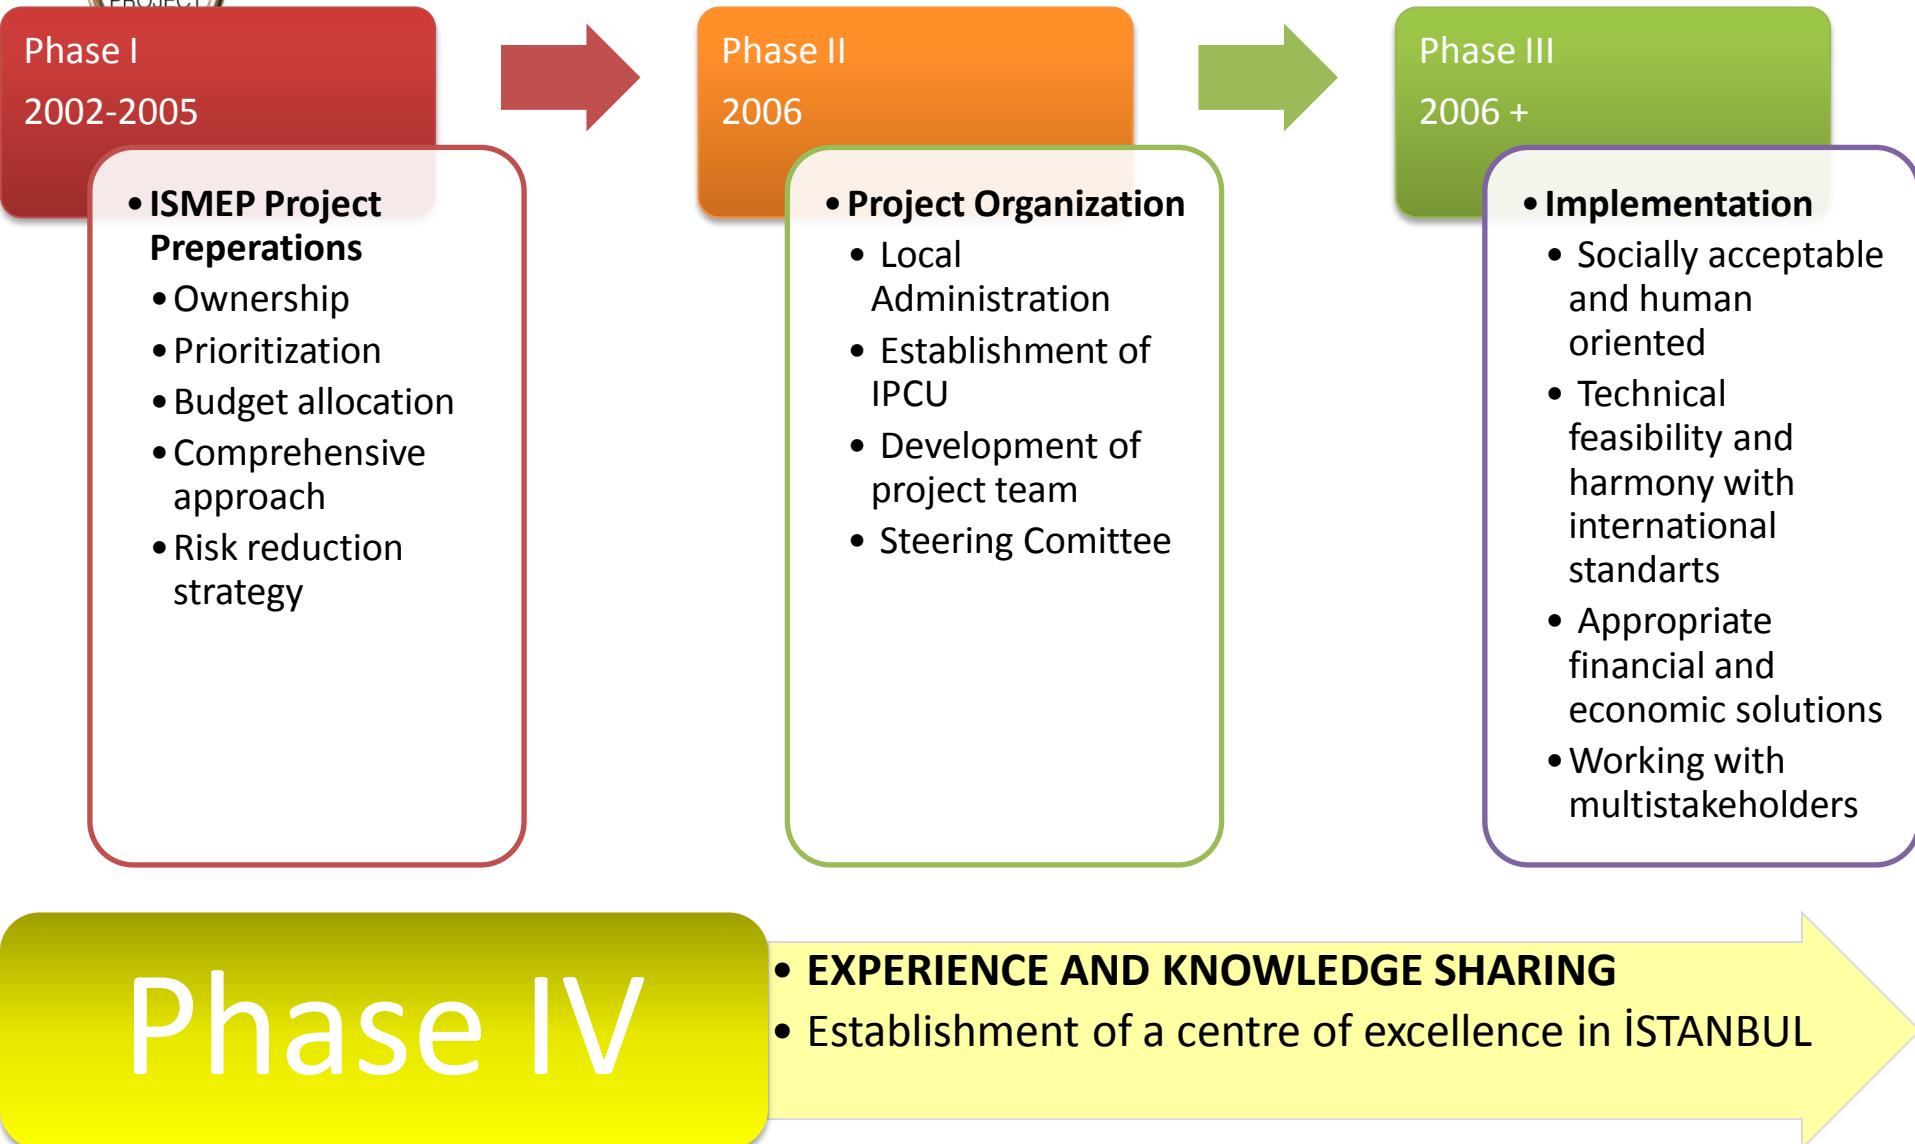 PROJECT
Phase I
2002-2005
• ISMEP Project
Preperations
• Ownership
• Prioritization
• Budget allocation
• Comprehensive
approach
• Risk reduction
strategy
Phase II
2006
• Project Organization
• Local
Administration
• Establishment of
IPCU
• Development of
project team
• Steering Comittee
Phase III
2006 +
• Implementation
• Socially acceptable
and human
oriented
• Technical
feasibility and
harmony with
international
standarts
• Appropriate
financial and
economic solutions
• Working with
multistakeholders
Phase IV
• EXPERIENCE AND KNOWLEDGE SHARING
• Establishment of a centre of excellence in İSTANBUL